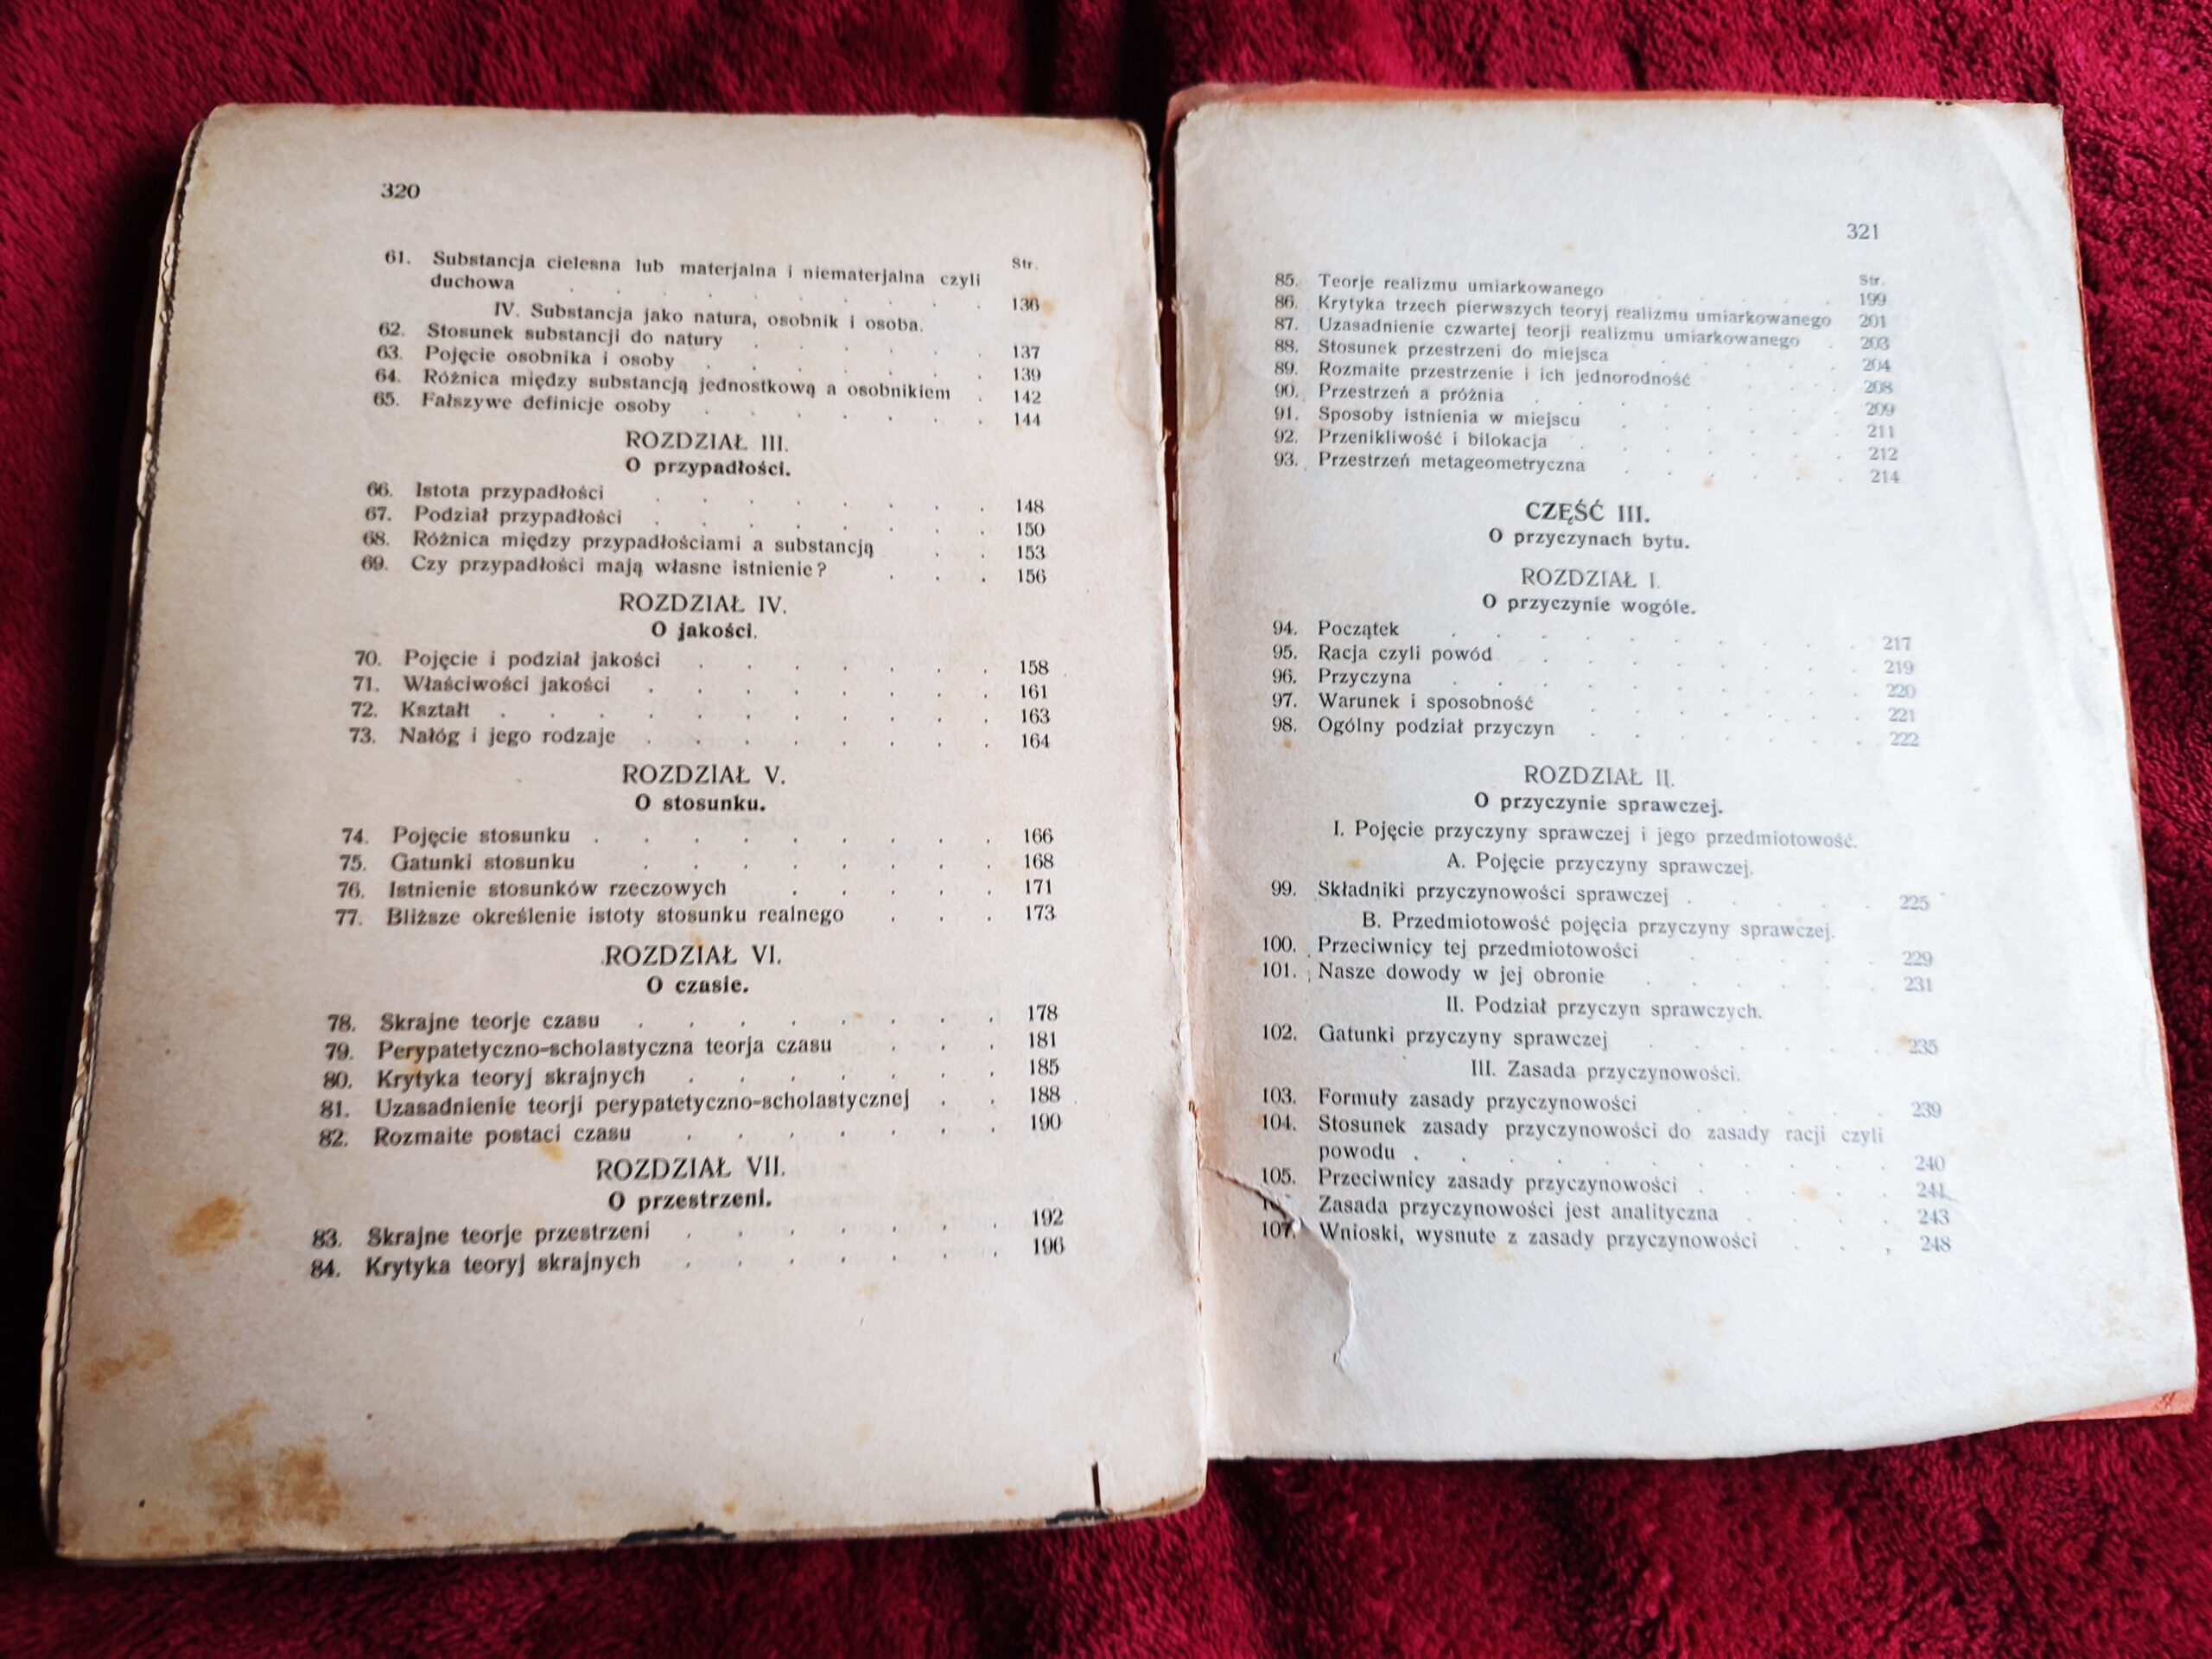 320
Str.
61. Substancja cielesna lub materjalna i niematerjalna czyli
duchowa . . . . . . . . . 136
IV. Substancja jako natura, osobnik i osoba.
62. Stosunek substancji do natury . . . . . . 137
63. Pojęcie osobnika i osoby . . . . . . 139
64. Różnica między substancją jednostkową a osobnikiem . 142
65. Fałszywe definicje osoby . . . . . . 144
ROZDZIAŁ III.
O przypadłości.
66. Istota przypadłości . . . . . . . . 148
67. Podział przypadłości . . . . . . . . 150
68. Różnica między przypadłościami a substancją . . 153
69. Czy przypadłości mają własne istnienie? . . . 156
ROZDZIAŁ IV.
O jakości.
70. Pojęcie i podział jakości . . . . . . . 158
71. Właściwości jakości . . . . . . . . 161
72. Kształt . . . . . . . . . . . 163
73. Nałóg i jego rodzaje . . . . . . . . 164
ROZDZIAŁ V.
O stosunku.
74. Pojęcie stosunku . . . . . . . . . 166
75. Gatunki stosunku . . . . . . . . 168
76. Istnienie stosunków rzeczowych . . . . . 171
77. Bliższe określenie istoty stosunku realnego . . . 173
ROZDZIAŁ VI.
O czasie.
78. Skrajne teorje czasu . . . . . . . . 178
79. Perypatetyczno-scholastyczna teorja czasu . . . 181
80. Krytyka teoryj skrajnych . . . . . . . 185
81. Uzasadnienie teorji perypatetyczno-scholastycznej . . 188
82. Rozmaite postaci czasu . . . . . . . 190
ROZDZIAŁ VII.
O przestrzeni.
83. Skrajne teorje przestrzeni . . . . . . . 192
84. Krytyka teoryj skrajnych . . . . . . . 196
321
Str.
85. Teorje realizmu umiarkowanego . . . . . 199
86. Krytyka trzech pierwszych teoryj realizmu umiarkowanego 201
87. Uzasadnienie czwartej teorji realizmu umiarkowanego . 203
88. Stosunek przestrzeni do miejsca . . . . . 204
89. Rozmaite przestrzenie i ich jednorodność . . . . 208
90. Przestrzeń a próżnia . . . . . . . . 209
91. Sposoby istnienia w miejscu . . . . . . 211
92. Przenikliwość i bilokacja . . . . . . . 212
93. Przestrzeń metageometryczna . . . . . . 214
CZĘŚĆ III.
O przyczynach bytu.
ROZDZIAŁ I.
O przyczynie wogóle.
94. Początek . . . . . . . . . . 217
95. Racja czyli powód . . . . . . . . 219
96. Przyczyna . . . . . . . . . . 220
97. Warunek i sposobność . . . . . . . 221
98. Ogólny podział przyczyn . . . . . . . 222
ROZDZIAŁ II.
O przyczynie sprawczej.
I. Pojęcie przyczyny sprawczej i jego przedmiotowość.
A. Pojęcie przyczyny sprawczej.
99. Składniki przyczynowości sprawczej . . . . . 225
B. Przedmiotowość pojęcia przyczyny sprawczej.
100. Przeciwnicy tej przedmiotowości . . . . . 229
101. Nasze dowody w jej obronie . . . . . . 231
II. Podział przyczyn sprawczych.
102. Gatunki przyczyny sprawczej . . . . . . 235
III. Zasada przyczynowości.
103. Formuły zasady przyczynowości . . . . . 239
104. Stosunek zasady przyczynowości do zasady racji czyli
powodu . . . . . . . . . . 240
105. Przeciwnicy zasady przyczynowości . . . . . 241
Zasada przyczynowości jest analityczna . . . . 243
107. Wnioski, wysnute z zasady przyczynowości . . . 248